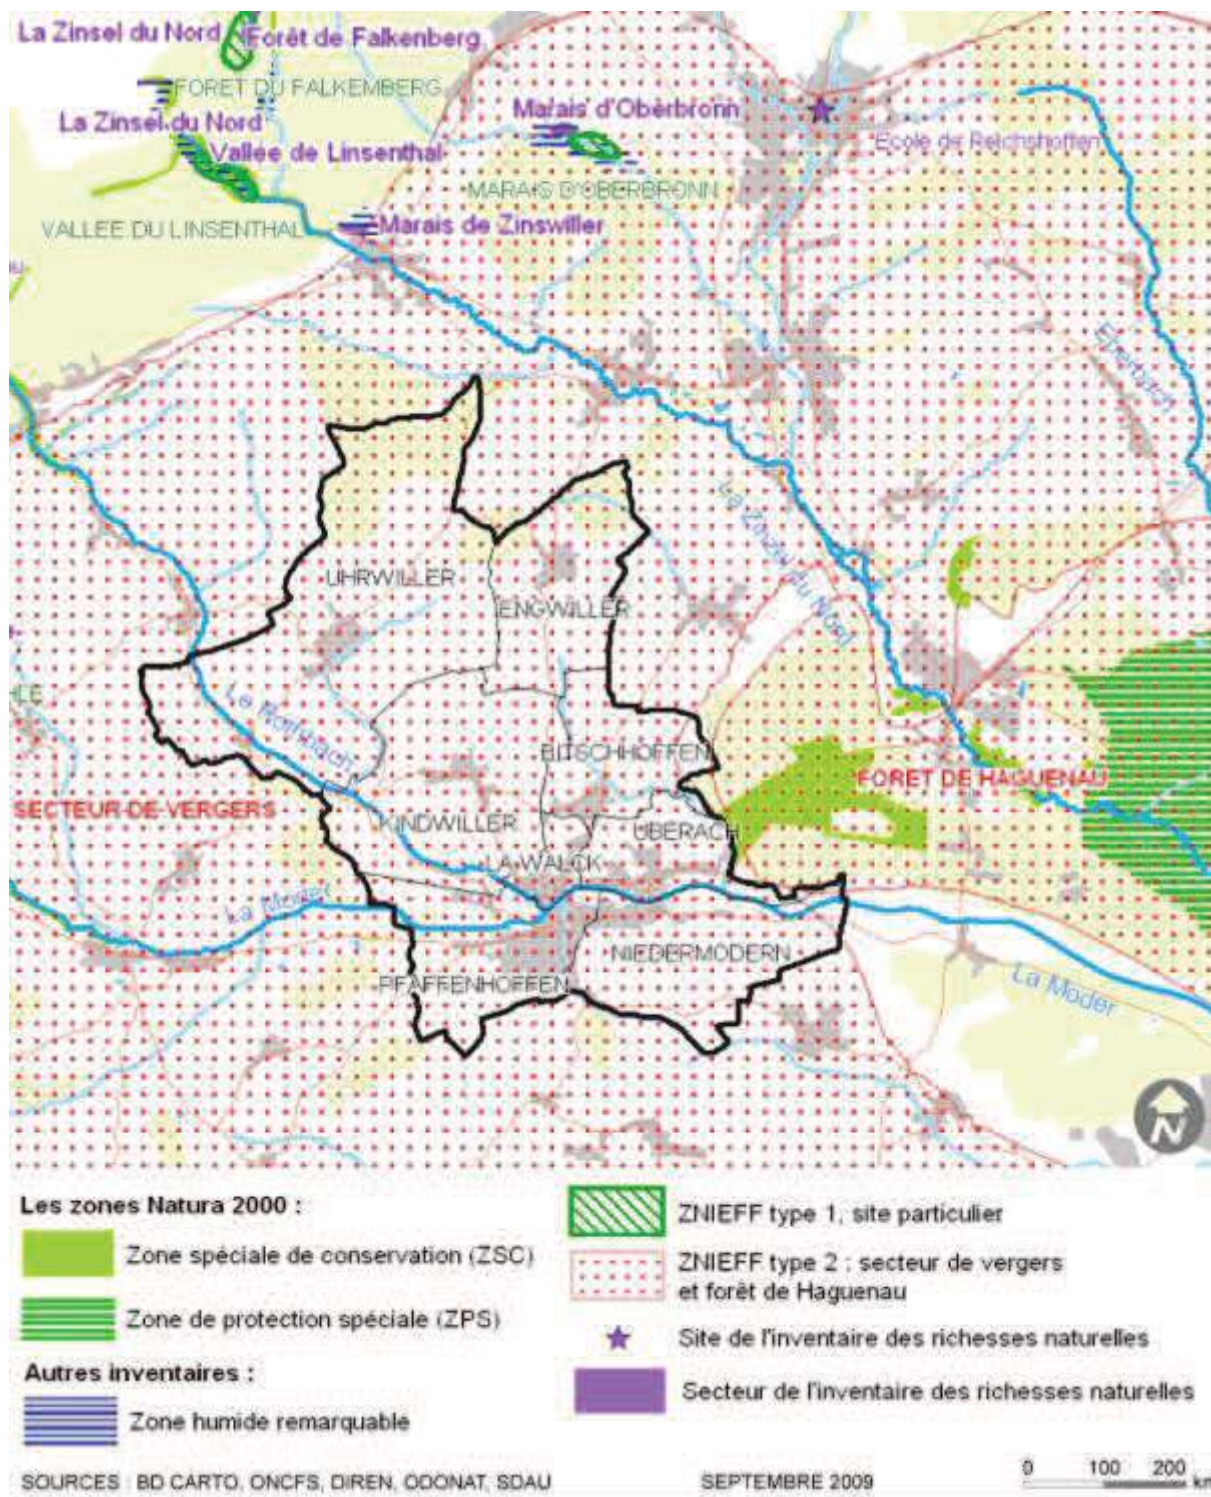 La Zinsel du Nord
Forêt de Falkenberg
FORET DU FALKEMBERG
La Zinsel du Nord
Vallée de Linsenthal
Marais d'Oberbronn
Ecole de Reichshoffen
MARAIS D'OBERBRONN
VALLEE DU LINSENTHAL
Marais de Zinswiller
Eberbach
La Zinzel du Nord
UHRWILLER
ENGWILLER
HLE
Le Rothbach
BITSCHHOFFEN
FORET DE HAGUENAU
SECTEUR DE VERGERS
KINDWILLER
UBERACH
LA WALCK
La Moder
NIEDERMODERN
PFAFFENHOFFEN
La Moder
N
Les zones Natura 2000 :
Zone spéciale de conservation (ZSC)
Zone de protection spéciale (ZPS)
Autres inventaires :
Zone humide remarquable
ZNIEFF type 1, site particulier
ZNIEFF type 2 : secteur de vergers
et forêt de Haguenau
Site de l'inventaire des richesses naturelles
Secteur de l'inventaire des richesses naturelles
SOURCES : BD CARTO, ONCFS, DIREN, ODONAT, SDAU
SEPTEMBRE 2009
0 100 200